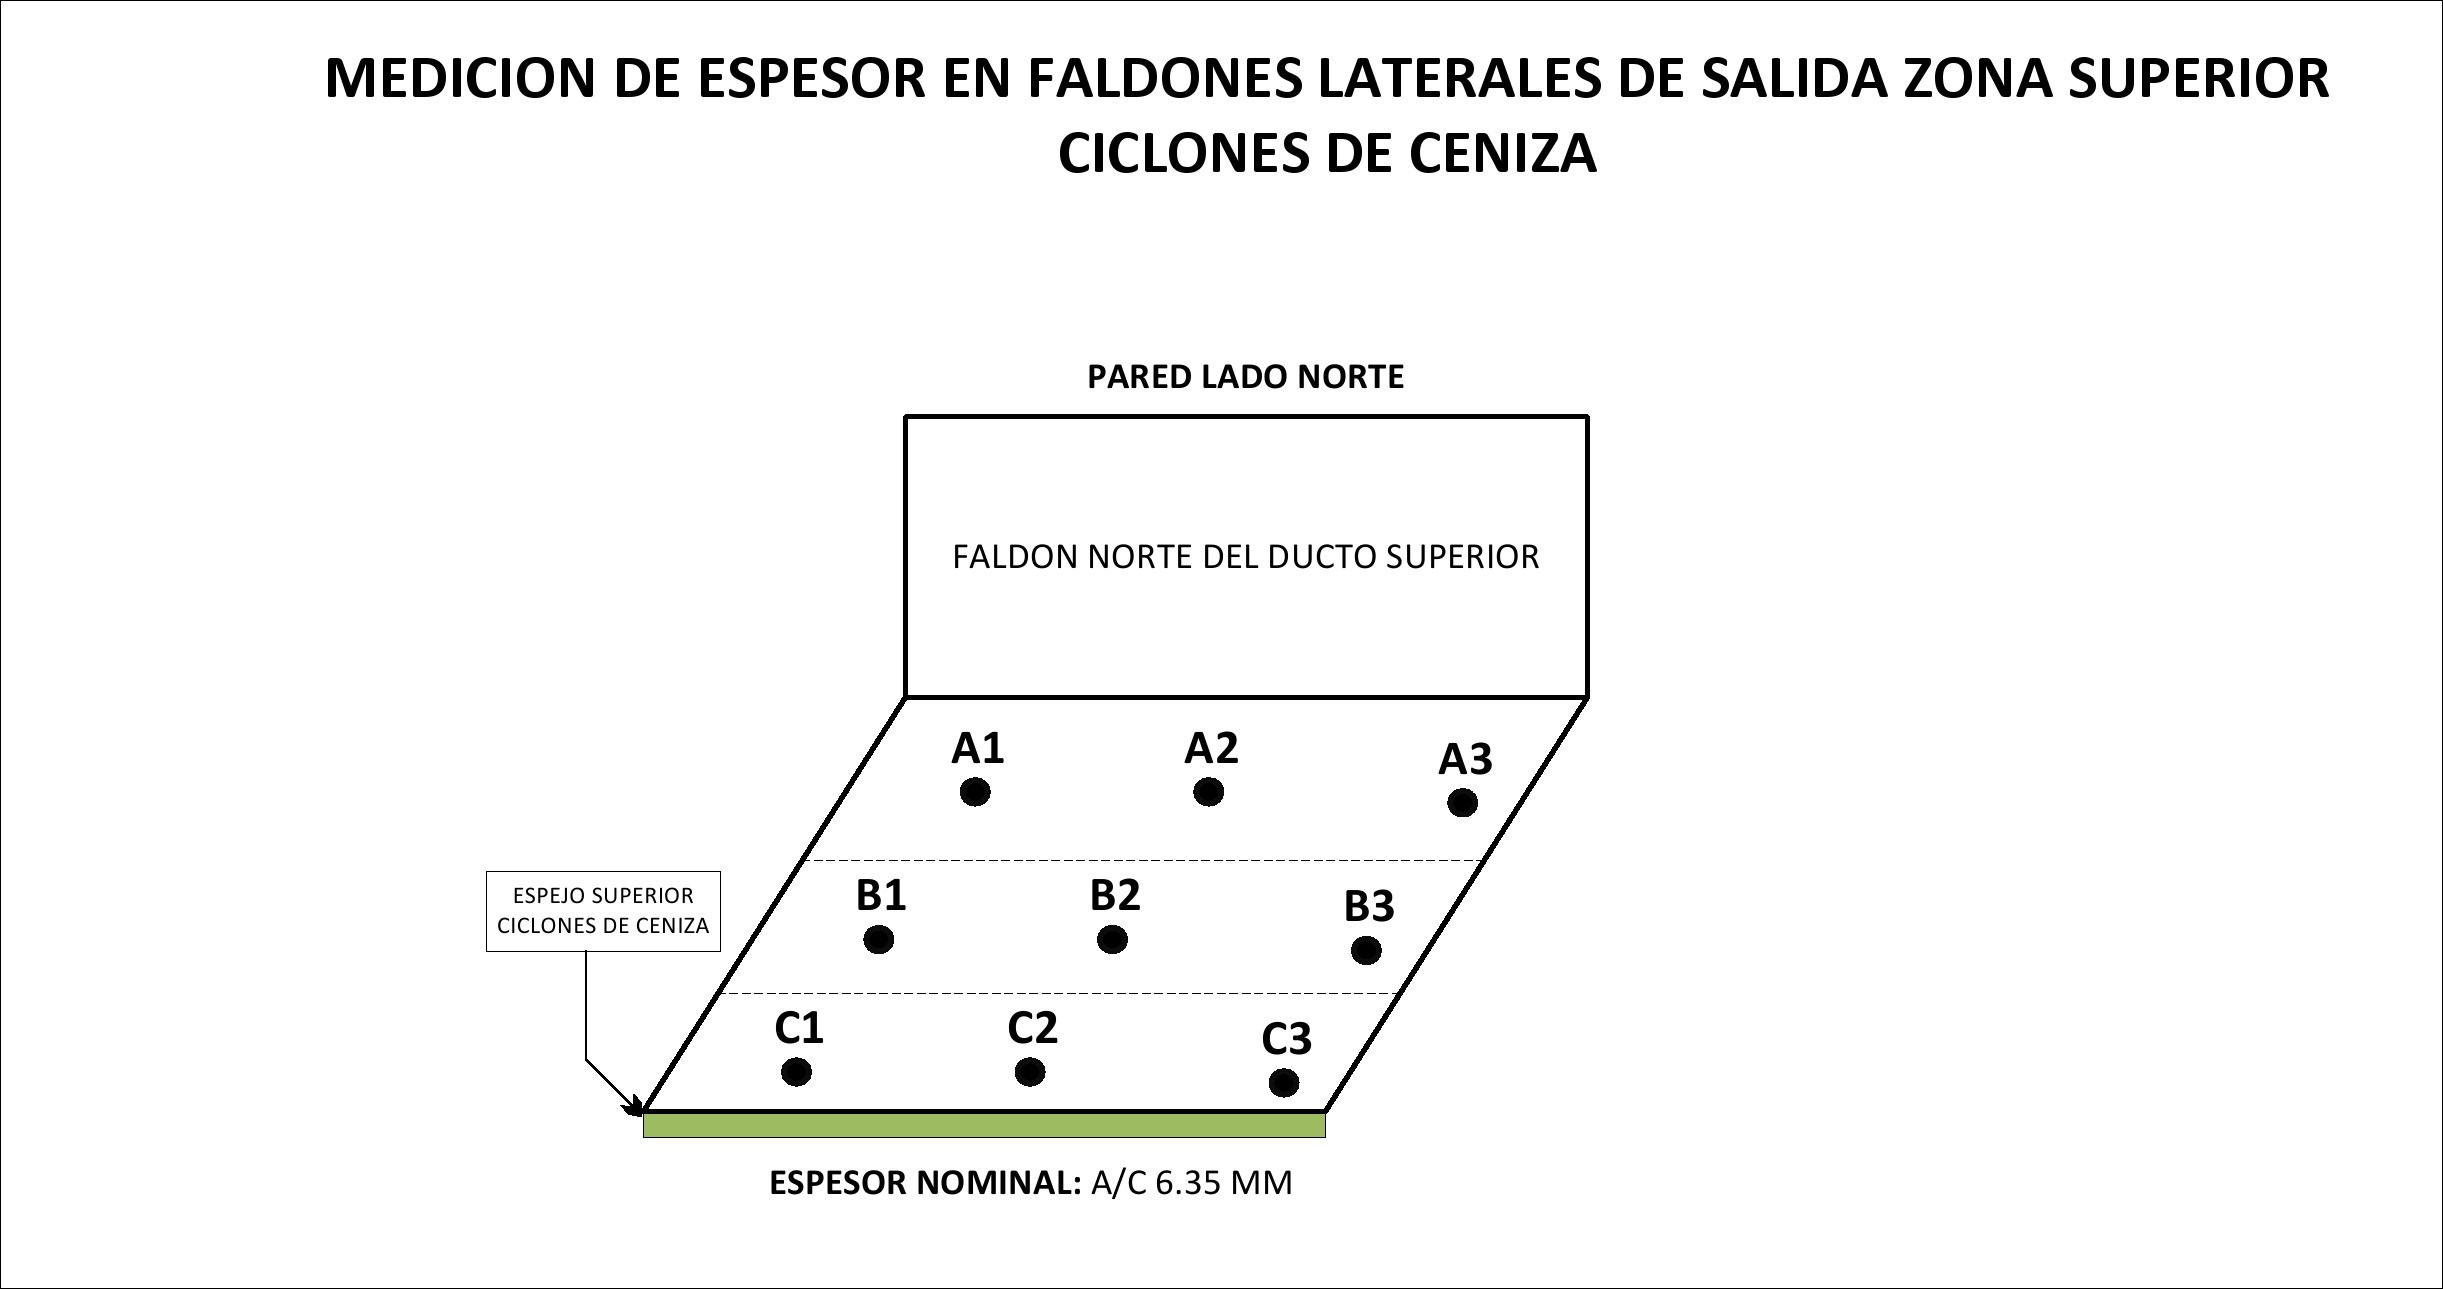 MEDICION DE ESPESOR EN FALDONES LATERALES DE SALIDA ZONA SUPERIOR
CICLONES DE CENIZA
PARED LADO NORTE
FALDON NORTE DEL DUCTO SUPERIOR
A1
A2
A3
ESPEJO SUPERIOR
CICLONES DE CENIZA
B1
B2
B3
C1
C2
C3
ESPESOR NOMINAL: A/C 6.35 MM